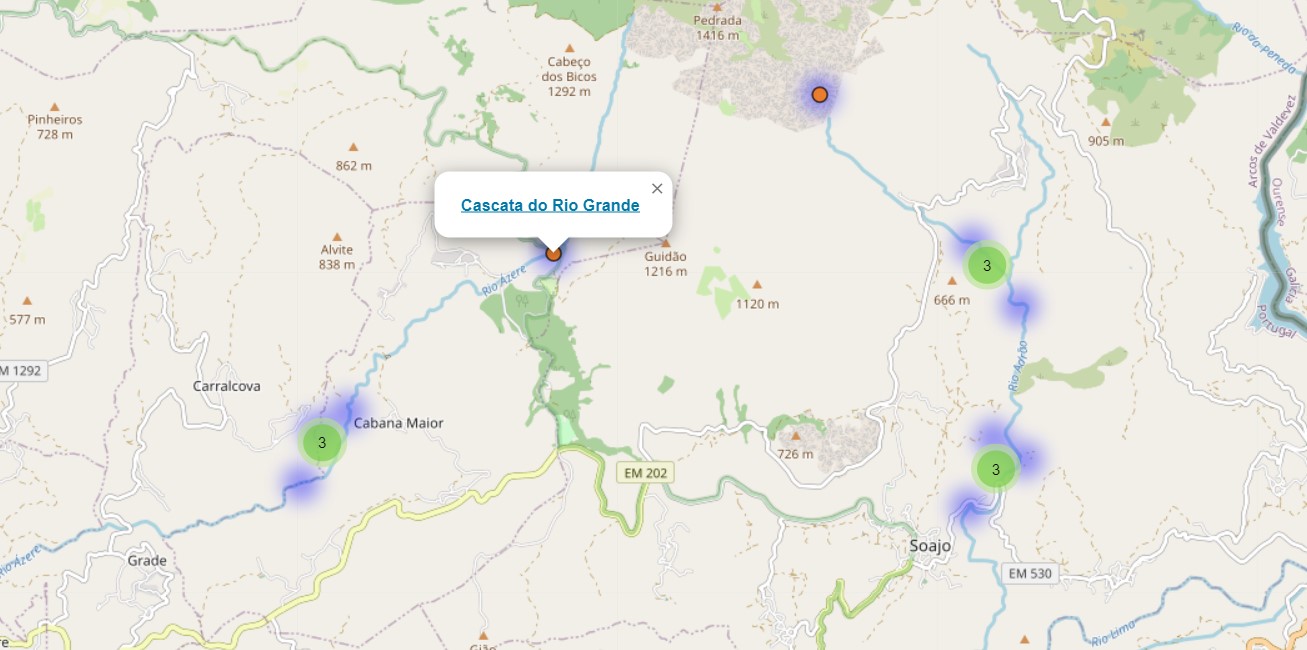 Pedrada
1416 m
Rio da Peneda
Cabeço
dos Bicos
1292 m
Pinheiros
728 m
862 m
905 m
Arcos de Valdevez
Ourense
Cascata do Rio Grande
Alvite
838 m
Guidão
1216 m
Rio Azere
3
Galicia
Portugal
577 m
1120 m
666 m
M 1292
Carralcova
Rio Adrão
Cabana Maior
3
726 m
3
EM 202
Soajo
Rio Azere
Grade
EM 530
Rio Lima
Gião
re